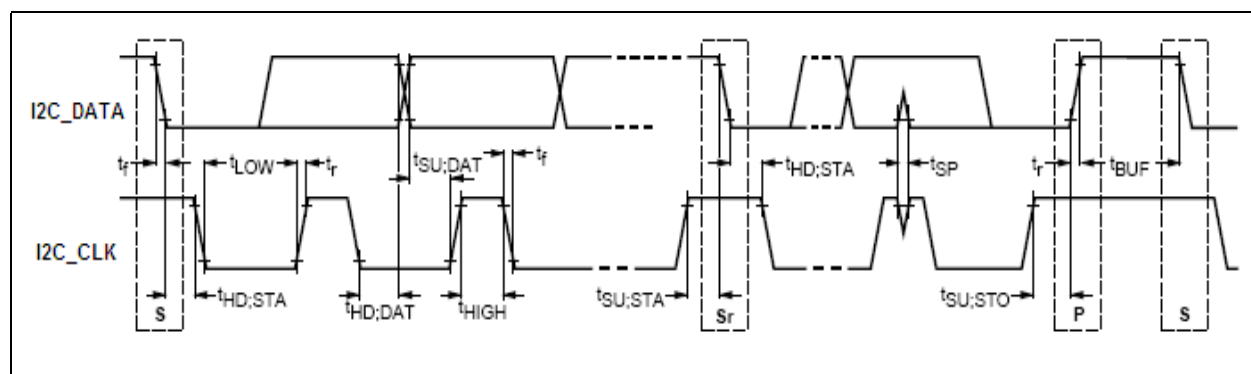 I2C_DATA
tf tLOW tr tSU;DAT tf tHD;STA tSP tr tBUF
I2C_CLK
tHD;STA tHD;DAT tHIGH tSU;STA tSU;STO
S Sr P S